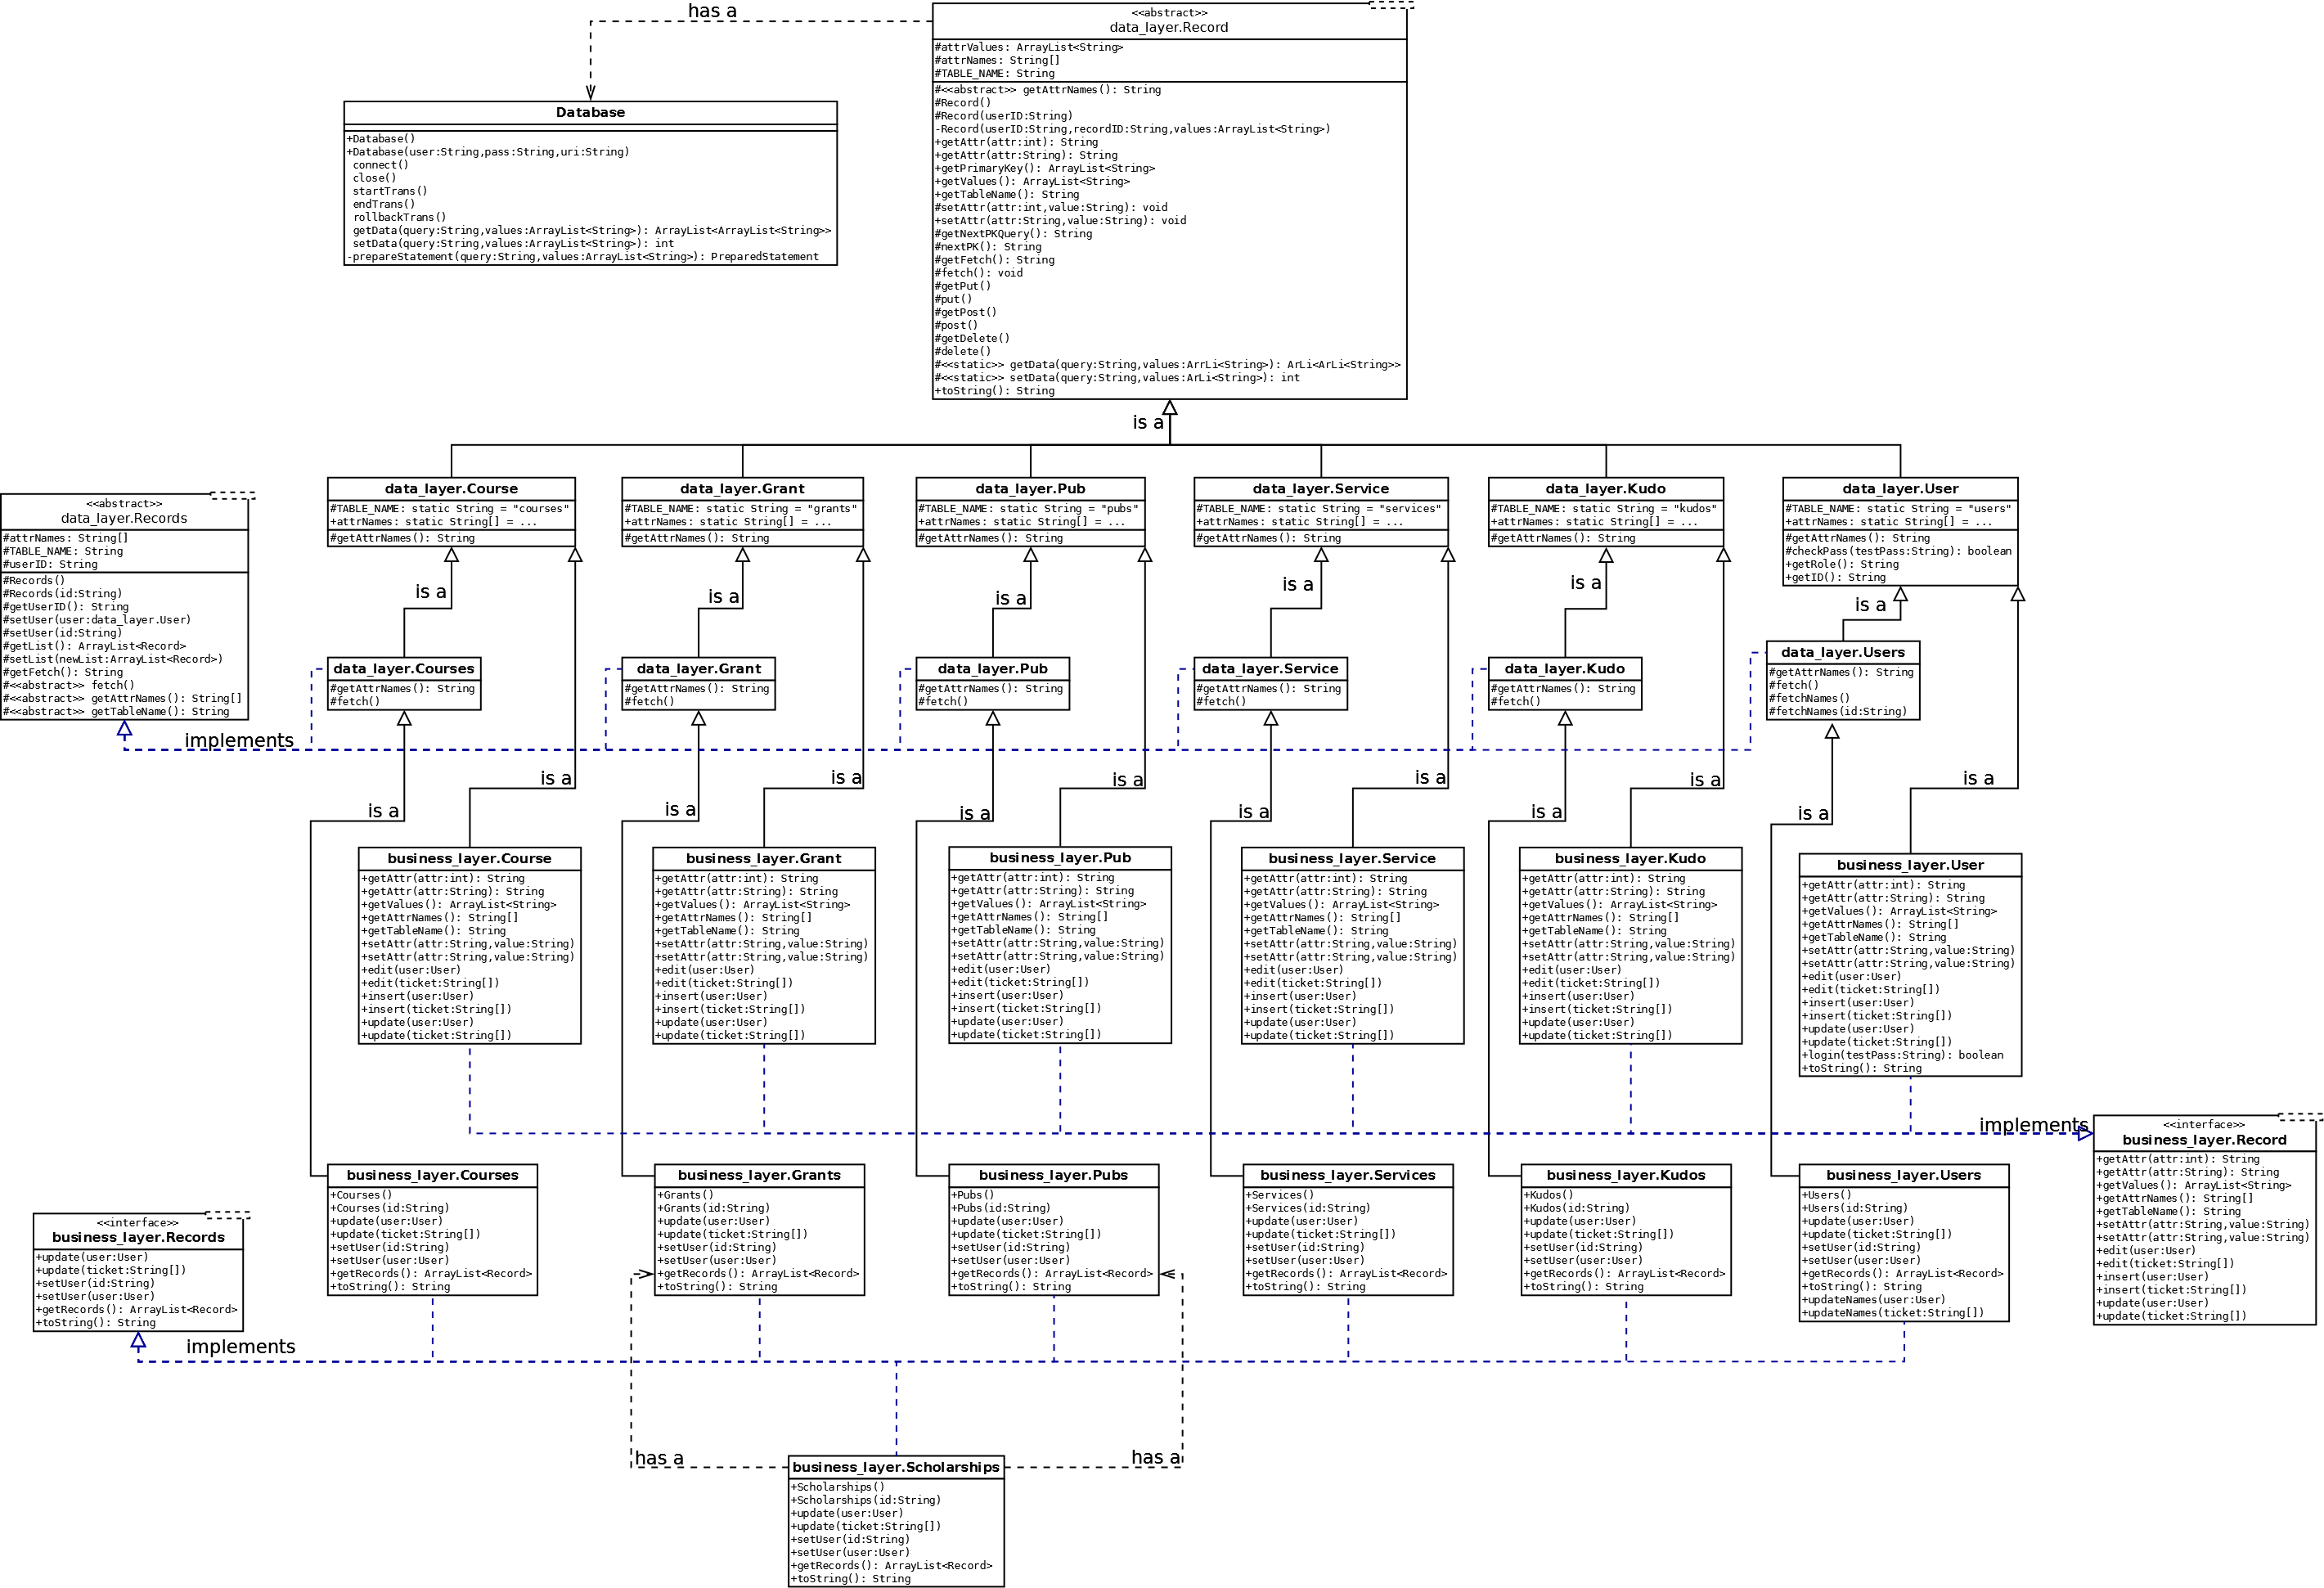 has a
<<abstract>>
data_layer.Record
#attrValues: ArrayList<String>
#attrNames: String[]
#TABLE_NAME: String
#<<abstract>> getAttrNames(): String
#Record()
#Record(userID:String)
-Record(userID:String,recordID:String,values:ArrayList<String>)
+getAttr(attr:int): String
+getAttr(attr:String): String
+getPrimaryKey(): ArrayList<String>
+getValues(): ArrayList<String>
+getTableName(): String
#setAttr(attr:int,value:String): void
+setAttr(attr:String,value:String): void
#getNextPKQuery(): String
#nextPK(): String
#getFetch(): String
#fetch(): void
#getPut()
#put()
#getPost()
#post()
#getDelete()
#delete()
#<<static>> getData(query:String,values:ArrLi<String>): ArLi<ArLi<String>>
#<<static>> setData(query:String,values:ArLi<String>): int
+toString(): String
Database
+Database()
+Database(user:String,pass:String,uri:String)
connect()
close()
startTrans()
endTrans()
rollbackTrans()
getData(query:String,values:ArrayList<String>): ArrayList<ArrayList<String>>
setData(query:String,values:ArrayList<String>): int
-prepareStatement(query:String,values:ArrayList<String>): PreparedStatement
is a
<<abstract>>
data_layer.Records
#attrNames: String[]
#TABLE_NAME: String
#userID: String
#Records()
#Records(id:String)
#getUserID(): String
#setUser(user:data_layer.User)
#setUser(id:String)
#getList(): ArrayList<Record>
#setList(newList:ArrayList<Record>)
#getFetch(): String
#<<abstract>> fetch()
#<<abstract>> getAttrNames(): String[]
#<<abstract>> getTableName(): String
data_layer.Course
#TABLE_NAME: static String = "courses"
+attrNames: static String[] = ...
#getAttrNames(): String
data_layer.Grant
#TABLE_NAME: static String = "grants"
+attrNames: static String[] = ...
#getAttrNames(): String
data_layer.Pub
#TABLE_NAME: static String = "pubs"
+attrNames: static String[] = ...
#getAttrNames(): String
data_layer.Service
#TABLE_NAME: static String = "services"
+attrNames: static String[] = ...
#getAttrNames(): String
data_layer.Kudo
#TABLE_NAME: static String = "kudos"
+attrNames: static String[] = ...
#getAttrNames(): String
data_layer.User
#TABLE_NAME: static String = "users"
+attrNames: static String[] = ...
#getAttrNames(): String
#checkPass(testPass:String): boolean
+getRole(): String
+getID(): String
is a
is a
is a
is a
is a
is a
data_layer.Courses
#getAttrNames(): String
#fetch()
data_layer.Grant
#getAttrNames(): String
#fetch()
data_layer.Pub
#getAttrNames(): String
#fetch()
data_layer.Service
#getAttrNames(): String
#fetch()
data_layer.Kudo
#getAttrNames(): String
#fetch()
data_layer.Users
#getAttrNames(): String
#fetch()
#fetchNames()
#fetchNames(id:String)
implements
is a
is a
is a
is a
is a
is a
is a
is a
is a
is a
is a
is a
business_layer.Course
+getAttr(attr:int): String
+getAttr(attr:String): String
+getValues(): ArrayList<String>
+getAttrNames(): String[]
+getTableName(): String
+setAttr(attr:String,value:String)
+setAttr(attr:String,value:String)
+edit(user:User)
+edit(ticket:String[])
+insert(user:User)
+insert(ticket:String[])
+update(user:User)
+update(ticket:String[])
business_layer.Grant
+getAttr(attr:int): String
+getAttr(attr:String): String
+getValues(): ArrayList<String>
+getAttrNames(): String[]
+getTableName(): String
+setAttr(attr:String,value:String)
+setAttr(attr:String,value:String)
+edit(user:User)
+edit(ticket:String[])
+insert(user:User)
+insert(ticket:String[])
+update(user:User)
+update(ticket:String[])
business_layer.Pub
+getAttr(attr:int): String
+getAttr(attr:String): String
+getValues(): ArrayList<String>
+getAttrNames(): String[]
+getTableName(): String
+setAttr(attr:String,value:String)
+setAttr(attr:String,value:String)
+edit(user:User)
+edit(ticket:String[])
+insert(user:User)
+insert(ticket:String[])
+update(user:User)
+update(ticket:String[])
business_layer.Service
+getAttr(attr:int): String
+getAttr(attr:String): String
+getValues(): ArrayList<String>
+getAttrNames(): String[]
+getTableName(): String
+setAttr(attr:String,value:String)
+setAttr(attr:String,value:String)
+edit(user:User)
+edit(ticket:String[])
+insert(user:User)
+insert(ticket:String[])
+update(user:User)
+update(ticket:String[])
business_layer.Kudo
+getAttr(attr:int): String
+getAttr(attr:String): String
+getValues(): ArrayList<String>
+getAttrNames(): String[]
+getTableName(): String
+setAttr(attr:String,value:String)
+setAttr(attr:String,value:String)
+edit(user:User)
+edit(ticket:String[])
+insert(user:User)
+insert(ticket:String[])
+update(user:User)
+update(ticket:String[])
business_layer.User
+getAttr(attr:int): String
+getAttr(attr:String): String
+getValues(): ArrayList<String>
+getAttrNames(): String[]
+getTableName(): String
+setAttr(attr:String,value:String)
+setAttr(attr:String,value:String)
+edit(user:User)
+edit(ticket:String[])
+insert(user:User)
+insert(ticket:String[])
+update(user:User)
+update(ticket:String[])
+login(testPass:String): boolean
+toString(): String
implements
<<interface>>
business_layer.Record
+getAttr(attr:int): String
+getAttr(attr:String): String
+getValues(): ArrayList<String>
+getAttrNames(): String[]
+getTableName(): String
+setAttr(attr:String,value:String)
+setAttr(attr:String,value:String)
+edit(user:User)
+edit(ticket:String[])
+insert(user:User)
+insert(ticket:String[])
+update(user:User)
+update(ticket:String[])
<<interface>>
business_layer.Records
+update(user:User)
+update(ticket:String[])
+setUser(id:String)
+setUser(user:User)
+getRecords(): ArrayList<Record>
+toString(): String
business_layer.Courses
+Courses()
+Courses(id:String)
+update(user:User)
+update(ticket:String[])
+setUser(id:String)
+setUser(user:User)
+getRecords(): ArrayList<Record>
+toString(): String
business_layer.Grants
+Grants()
+Grants(id:String)
+update(user:User)
+update(ticket:String[])
+setUser(id:String)
+setUser(user:User)
+getRecords(): ArrayList<Record>
+toString(): String
business_layer.Pubs
+Pubs()
+Pubs(id:String)
+update(user:User)
+update(ticket:String[])
+setUser(id:String)
+setUser(user:User)
+getRecords(): ArrayList<Record>
+toString(): String
business_layer.Services
+Services()
+Services(id:String)
+update(user:User)
+update(ticket:String[])
+setUser(id:String)
+setUser(user:User)
+getRecords(): ArrayList<Record>
+toString(): String
business_layer.Kudos
+Kudos()
+Kudos(id:String)
+update(user:User)
+update(ticket:String[])
+setUser(id:String)
+setUser(user:User)
+getRecords(): ArrayList<Record>
+toString(): String
business_layer.Users
+Users()
+Users(id:String)
+update(user:User)
+update(ticket:String[])
+setUser(id:String)
+setUser(user:User)
+getRecords(): ArrayList<Record>
+toString(): String
+updateNames(user:User)
+updateNames(ticket:String[])
implements
has a
has a
business_layer.Scholarships
+Scholarships()
+Scholarships(id:String)
+update(user:User)
+update(ticket:String[])
+setUser(id:String)
+setUser(user:User)
+getRecords(): ArrayList<Record>
+toString(): String